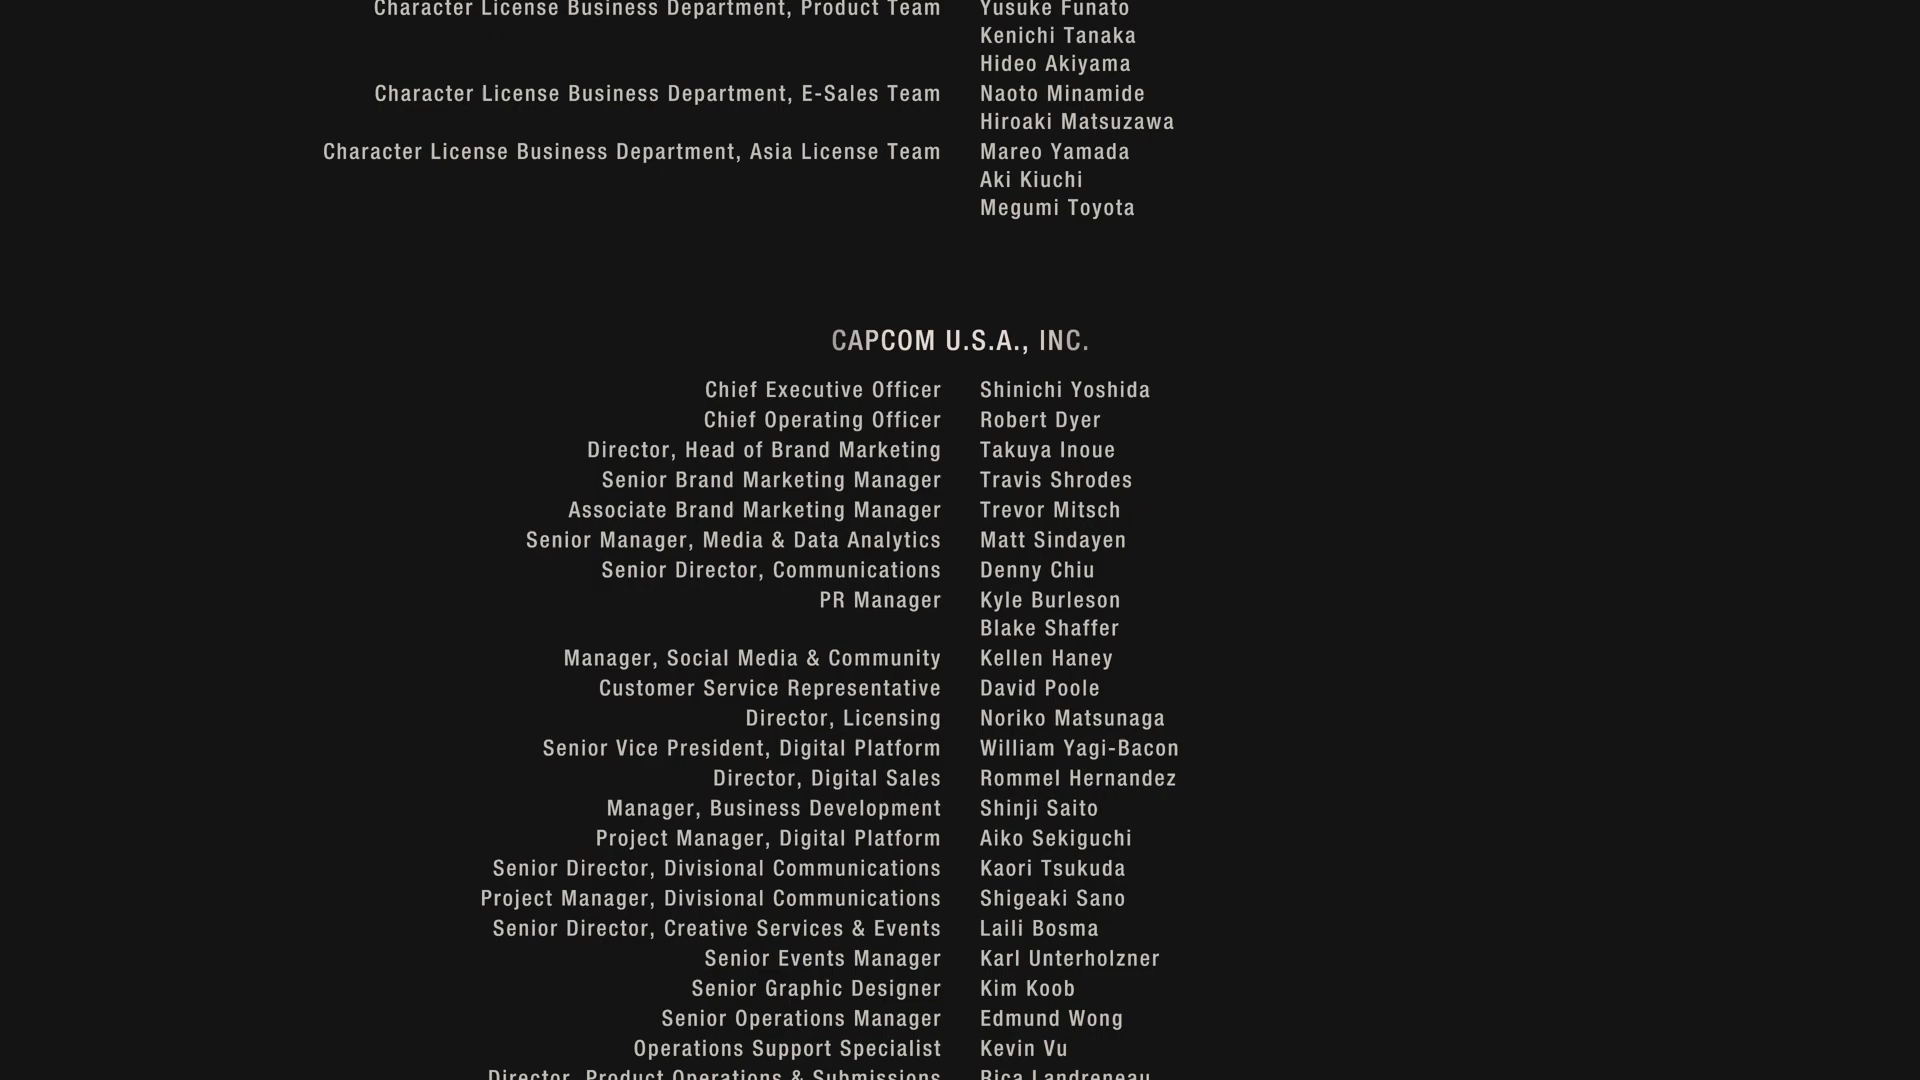 Character License Business Department, Product Team Yusuke Funato
Kenichi Tanaka
Hideo Akiyama
Character License Business Department, E-Sales Team Naoto Minamide
Hiroaki Matsuzawa
Character License Business Department, Asia License Team Mareo Yamada
Aki Kiuchi
Megumi Toyota
CAPCOM U.S.A., INC.
Chief Executive Officer Shinichi Yoshida
Chief Operating Officer Robert Dyer
Director, Head of Brand Marketing Takuya Inoue
Senior Brand Marketing Manager Travis Shrodes
Associate Brand Marketing Manager Trevor Mitsch
Senior Manager, Media & Data Analytics Matt Sindayen
Senior Director, Communications Denny Chiu
PR Manager Kyle Burleson
Blake Shaffer
Manager, Social Media & Community Kellen Haney
Customer Service Representative David Poole
Director, Licensing Noriko Matsunaga
Senior Vice President, Digital Platform William Yagi-Bacon
Director, Digital Sales Rommel Hernandez
Manager, Business Development Shinji Saito
Project Manager, Digital Platform Aiko Sekiguchi
Senior Director, Divisional Communications Kaori Tsukuda
Project Manager, Divisional Communications Shigeaki Sano
Senior Director, Creative Services & Events Laili Bosma
Senior Events Manager Karl Unterholzner
Senior Graphic Designer Kim Koob
Senior Operations Manager Edmund Wong
Operations Support Specialist Kevin Vu
Director, Product Operations & Submissions Rica Landreneau